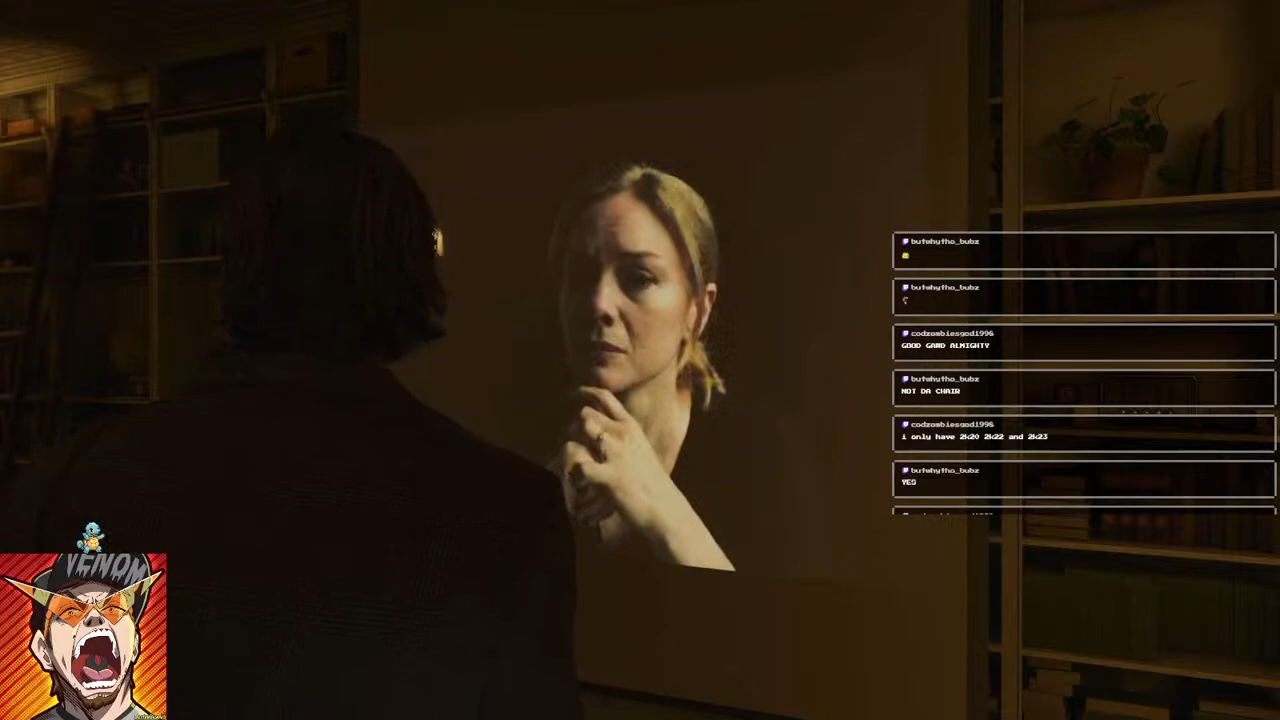 butwhytho_bubz
butwhytho_bubz
codzombiesgod1996
GOOD GAWD ALMIGHTY
butwhytho_bubz
NOT DA CHAIR
codzombiesgod1996
i only have 2k20 2k22 and 2k23
butwhytho_bubz
YES
VENOM